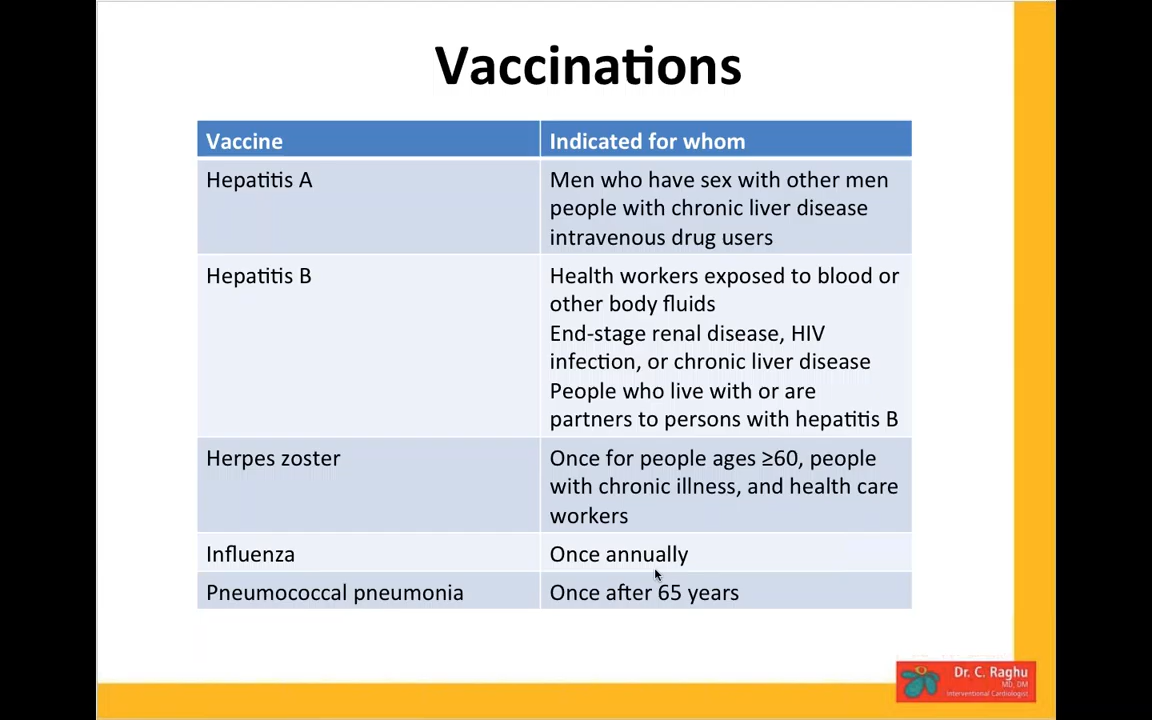 Vaccinations
Vaccine
Indicated for whom
Hepatitis A
Men who have sex with other men
people with chronic liver disease
intravenous drug users
Hepatitis B
Health workers exposed to blood or
other body fluids
End-stage renal disease, HIV
infection, or chronic liver disease
People who live with or are
partners to persons with hepatitis B
Herpes zoster
Once for people ages ≥60, people
with chronic illness, and health care
workers
Influenza
Once annually
Pneumococcal pneumonia
Once after 65 years
Dr. C. Raghu
MD, DM
Interventional Cardiologist